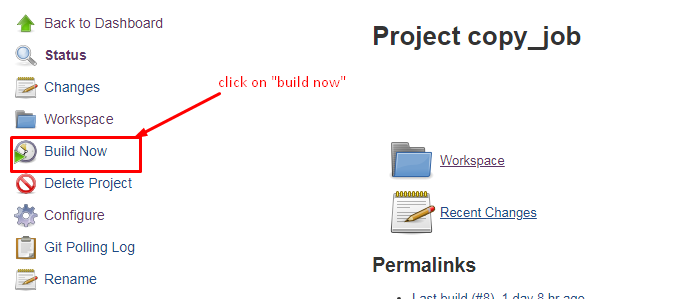 Back to Dashboard
Status
Changes
Workspace
Build Now
Delete Project
Configure
Git Polling Log
Rename
click on "build now"
Project copy_job
Workspace
Recent Changes
Permalinks
Last build (#8), 1 day 8 hr ago